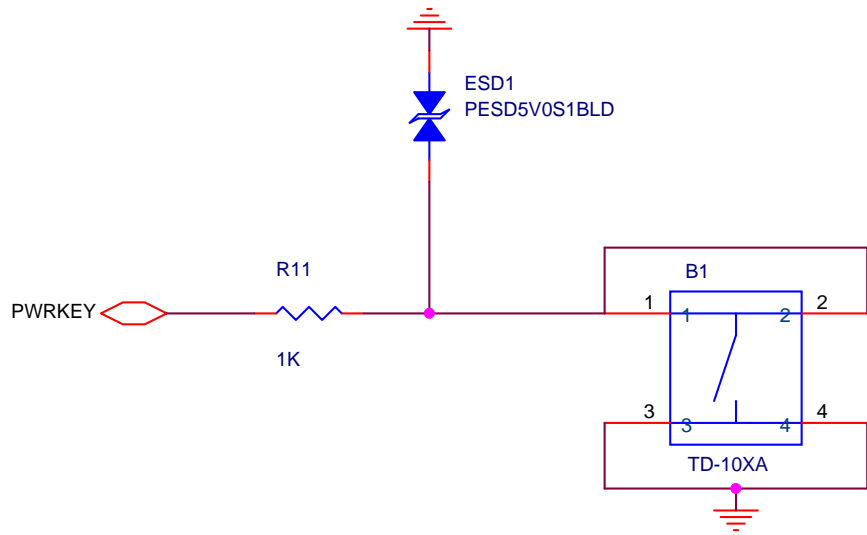 ESD1
PESD5V0S1BLD
R11
B1
PWRKEY
1
1
2
2
1K
3
3
4
4
TD-10XA